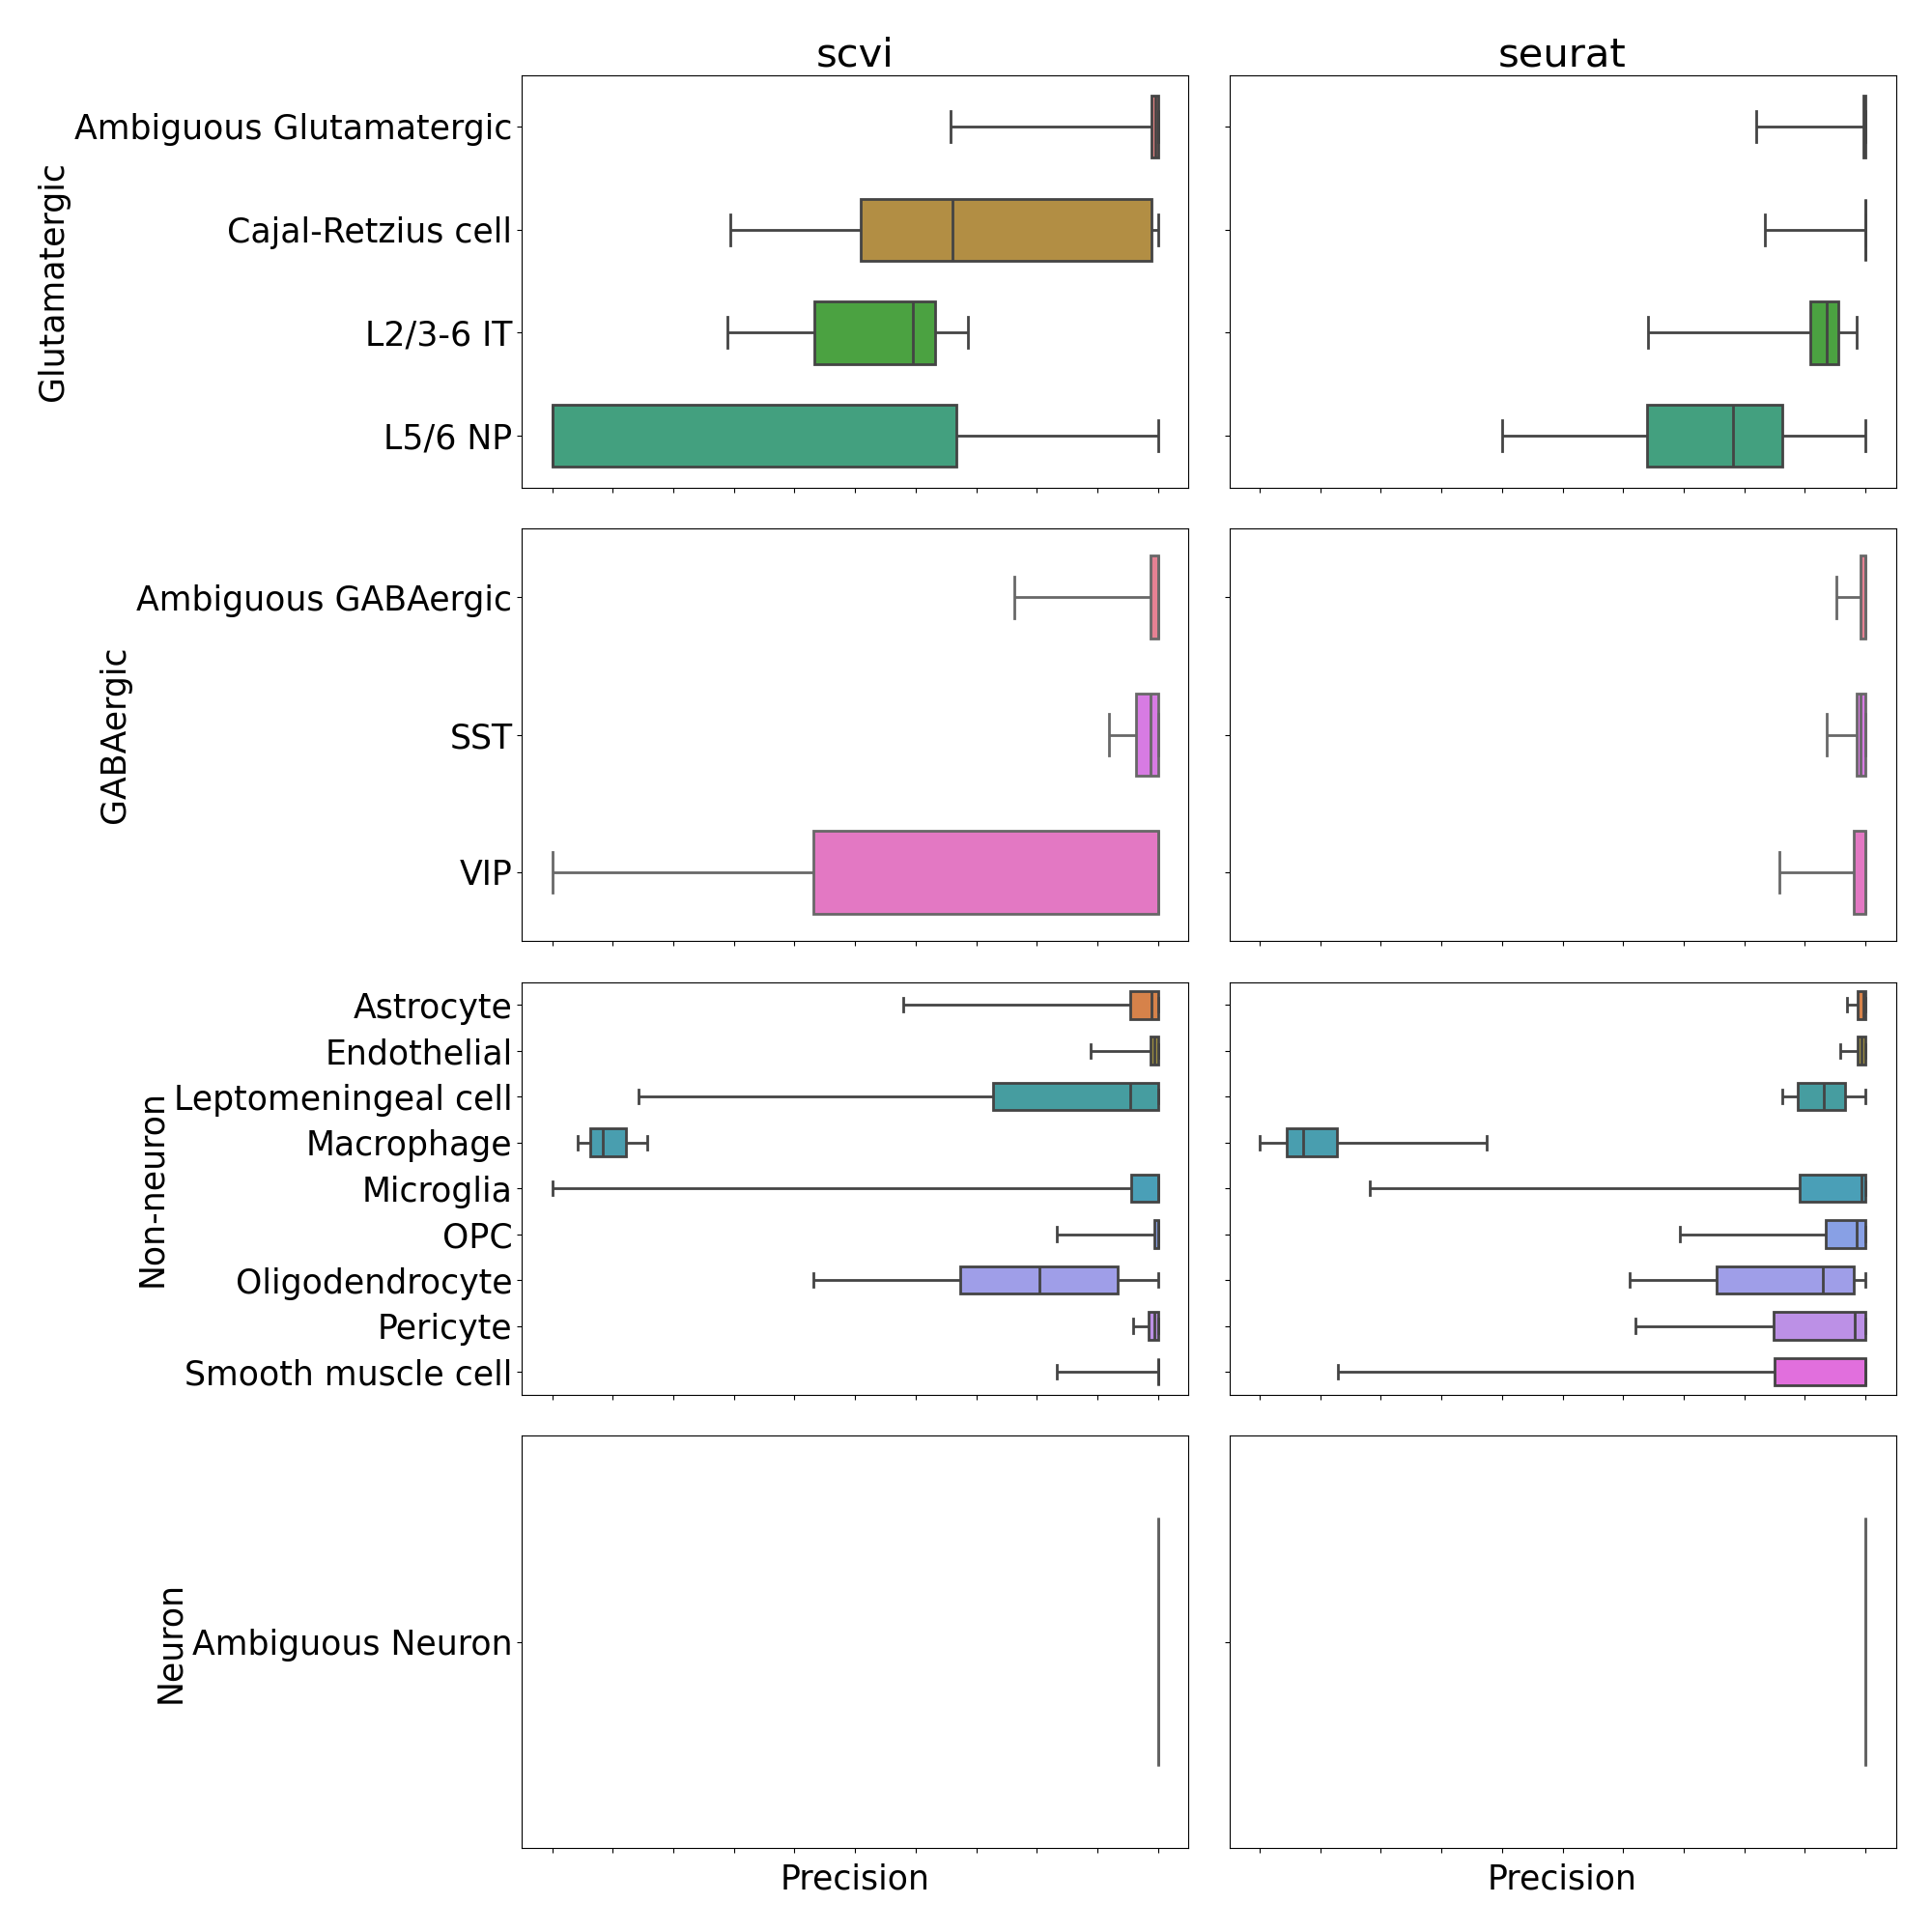 scvi
seurat
Glutamatergic
Ambiguous Glutamatergic
Cajal-Retzius cell
L2/3-6 IT
L5/6 NP
GABAergic
Ambiguous GABAergic
SST
VIP
Non-neuron
Astrocyte
Endothelial
Leptomeningeal cell
Macrophage
Microglia
OPC
Oligodendrocyte
Pericyte
Smooth muscle cell
Neuron
Ambiguous Neuron
Precision
Precision